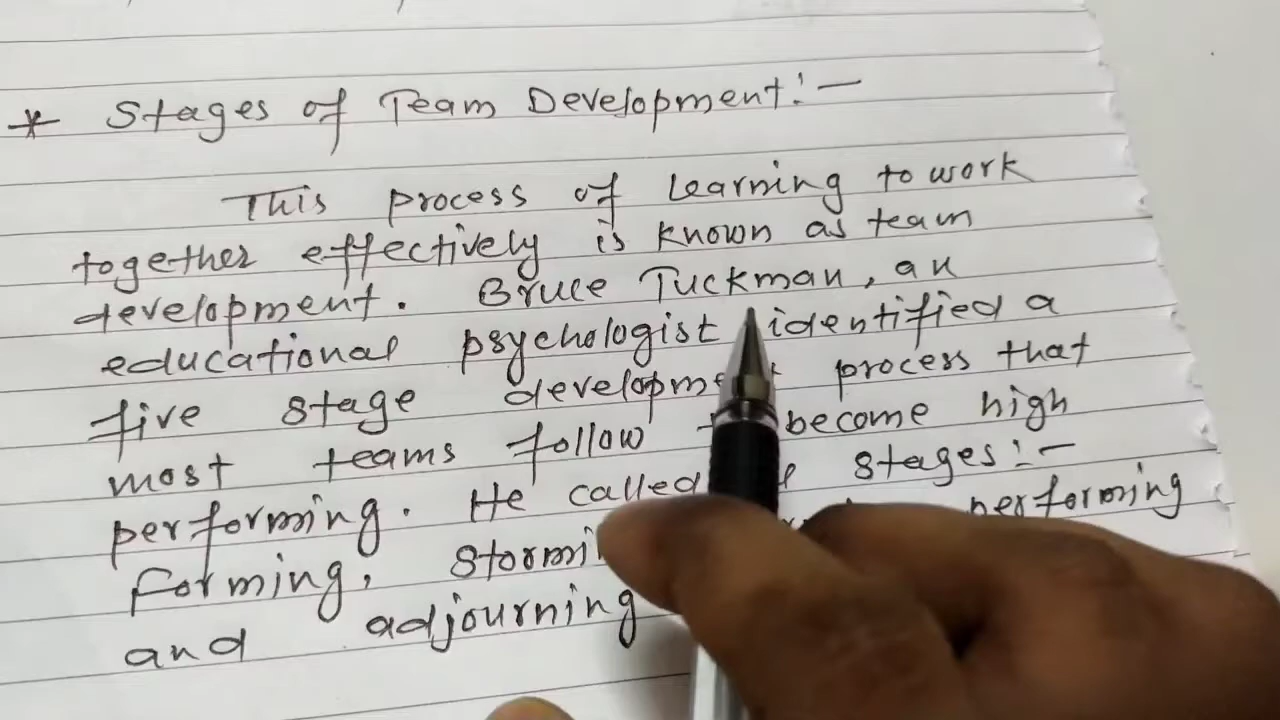 * Stages of Team Development:-
This process of learning to work
together effectively is known as team
development. Bruce Tuckman, an
educational psychologist identified a
five stage development process that
most teams follow become high
performing. He called stages:-
forming, performing
and adjourning